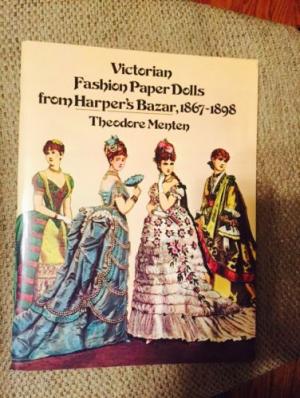 Victorian
Fashion Paper Dolls
from Harper's Bazar, 1867-1898
Theodore Menten